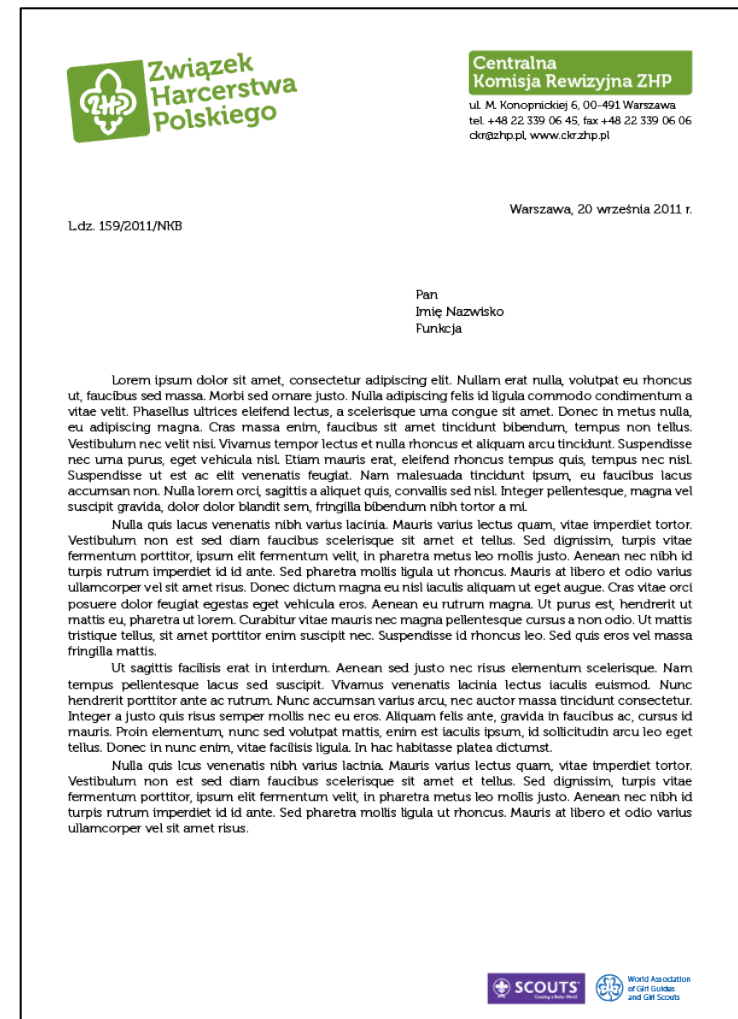 Związek
Harcerstwa
Polskiego
ZHP
Centralna
Komisja Rewizyjna ZHP
ul. M. Konopnickiej 6, 00-491 Warszawa
tel. +48 22 339 06 45, fax +48 22 339 06 06
ckr@zhp.pl, www.ckr.zhp.pl
Warszawa, 20 września 2011 r.
L.dz. 159/2011/NKB
Pan
Imię Nazwisko
Funkcja
Lorem ipsum dolor sit amet, consectetur adipiscing elit. Nullam erat nulla, volutpat eu rhoncus
ut, faucibus sed massa. Morbi sed ornare justo. Nulla adipiscing felis id ligula commodo condimentum a
vitae velit. Phasellus ultrices eleifend lectus, a scelerisque urna congue sit amet. Donec in metus nulla,
eu adipiscing magna. Cras massa enim, faucibus sit amet tincidunt bibendum, tempus non tellus.
Vestibulum nec velit nisi. Vivamus tempor lectus et nulla rhoncus et aliquam arcu tincidunt. Suspendisse
nec urna purus, eget vehicula nisl. Etiam mauris erat, eleifend rhoncus tempus quis, tempus nec nisl.
Suspendisse ut est ac elit venenatis feugiat. Nam malesuada tincidunt ipsum, eu faucibus lacus
accumsan non. Nulla lorem orci, sagittis a aliquet quis, convallis sed nisl. Integer pellentesque, magna vel
suscipit gravida, dolor dolor blandit sem, fringilla bibendum nibh tortor a mi.
Nulla quis lacus venenatis nibh varius lacinia. Mauris varius lectus quam, vitae imperdiet tortor.
Vestibulum non est sed diam faucibus scelerisque sit amet et tellus. Sed dignissim, turpis vitae
fermentum porttitor, ipsum elit fermentum velit, in pharetra metus leo mollis justo. Aenean nec nibh id
turpis rutrum imperdiet id id ante. Sed pharetra mollis ligula ut rhoncus. Mauris at libero et odio varius
ullamcorper vel sit amet risus. Donec dictum magna eu nisl iaculis aliquam ut eget augue. Cras vitae orci
posuere dolor feugiat egestas eget vehicula eros. Aenean eu rutrum magna. Ut purus est, hendrerit ut
mattis eu, pharetra ut lorem. Curabitur vitae mauris nec magna pellentesque cursus a non odio. Ut mattis
tristique tellus, sit amet porttitor enim suscipit nec. Suspendisse id rhoncus leo. Sed quis eros vel massa
fringilla mattis.
Ut sagittis facilisis erat in interdum. Aenean sed justo nec risus elementum scelerisque. Nam
tempus pellentesque lacus sed suscipit. Vivamus venenatis lacinia lectus iaculis euismod. Nunc
hendrerit porttitor ante ac rutrum. Nunc accumsan varius arcu, nec auctor massa tincidunt consectetur.
Integer a justo quis risus semper mollis nec eu eros. Aliquam felis ante, gravida in faucibus ac, cursus id
mauris. Proin elementum, nunc sed volutpat mattis, enim est iaculis ipsum, id sollicitudin arcu leo eget
tellus. Donec in nunc enim, vitae facilisis ligula. In hac habitasse platea dictumst.
Nulla quis lcus venenatis nibh varius lacinia. Mauris varius lectus quam, vitae imperdiet tortor.
Vestibulum non est sed diam faucibus scelerisque sit amet et tellus. Sed dignissim, turpis vitae
fermentum porttitor, ipsum elit fermentum velit, in pharetra metus leo mollis justo. Aenean nec nibh id
turpis rutrum imperdiet id id ante. Sed pharetra mollis ligula ut rhoncus. Mauris at libero et odio varius
ullamcorper vel sit amet risus.
SCOUTS
Creating a Better World
World Association
of Girl Guides
and Girl Scouts